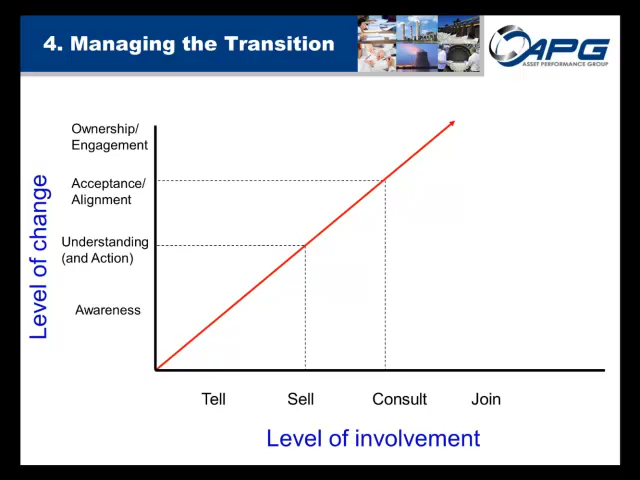 4. Managing the Transition
APG
ASSET PERFORMANCE GROUP
Ownership/
Engagement
Acceptance/
Alignment
Understanding
(and Action)
Awareness
Level of change
Tell Sell Consult Join
Level of involvement